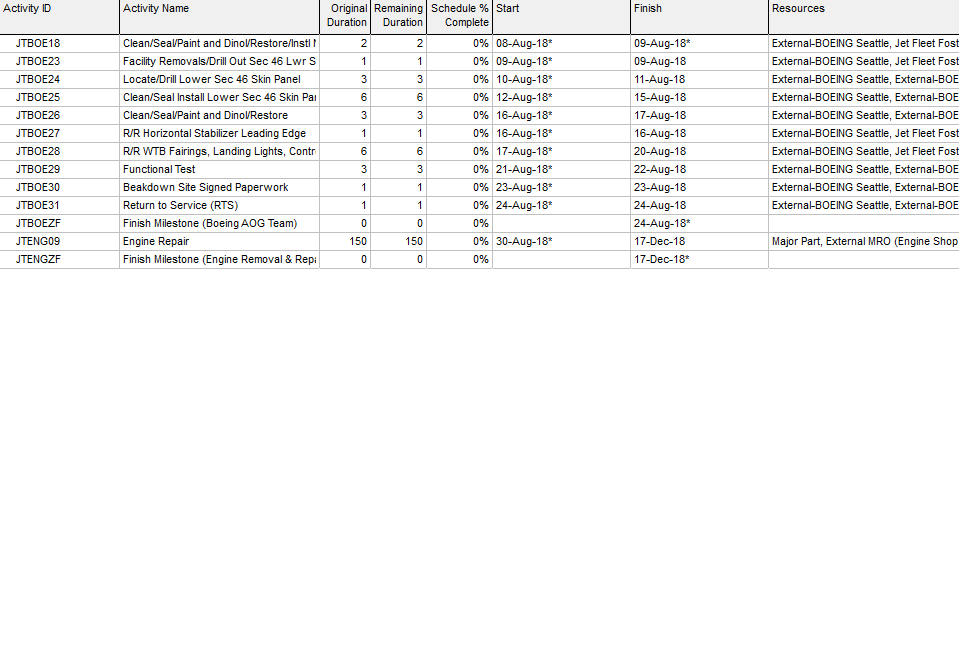 Activity ID Activity Name Original Duration Remaining Duration Schedule % Complete Start Finish Resources
JTBOE18 Clean/Seal/Paint and Dinol/Restore/Instl 2 2 0% 08-Aug-18* 09-Aug-18* External-BOEING Seattle, Jet Fleet Fost
JTBOE23 Facility Removals/Drill Out Sec 46 Lwr S 1 1 0% 09-Aug-18* 09-Aug-18 External-BOEING Seattle, Jet Fleet Fost
JTBOE24 Locate/Drill Lower Sec 46 Skin Panel 3 3 0% 10-Aug-18* 11-Aug-18 External-BOEING Seattle, External-BOE
JTBOE25 Clean/Seal Install Lower Sec 46 Skin Pa 6 6 0% 12-Aug-18* 15-Aug-18 External-BOEING Seattle, External-BOE
JTBOE26 Clean/Seal/Paint and Dinol/Restore 3 3 0% 16-Aug-18* 17-Aug-18 External-BOEING Seattle, External-BOE
JTBOE27 R/R Horizontal Stabilizer Leading Edge 1 1 0% 16-Aug-18* 16-Aug-18 External-BOEING Seattle, Jet Fleet Fost
JTBOE28 R/R WTB Fairings, Landing Lights, Contr 6 6 0% 17-Aug-18* 20-Aug-18 External-BOEING Seattle, Jet Fleet Fost
JTBOE29 Functional Test 3 3 0% 21-Aug-18* 22-Aug-18 External-BOEING Seattle, External-BOE
JTBOE30 Beakdown Site Signed Paperwork 1 1 0% 23-Aug-18* 23-Aug-18 External-BOEING Seattle, External-BOE
JTBOE31 Return to Service (RTS) 1 1 0% 24-Aug-18* 24-Aug-18 External-BOEING Seattle, External-BOE
JTBOEZF Finish Milestone (Boeing AOG Team) 0 0 0% 24-Aug-18*
JTENG09 Engine Repair 150 150 0% 30-Aug-18* 17-Dec-18 Major Part, External MRO (Engine Shop
JTENGZF Finish Milestone (Engine Removal & Repa 0 0 0% 17-Dec-18*